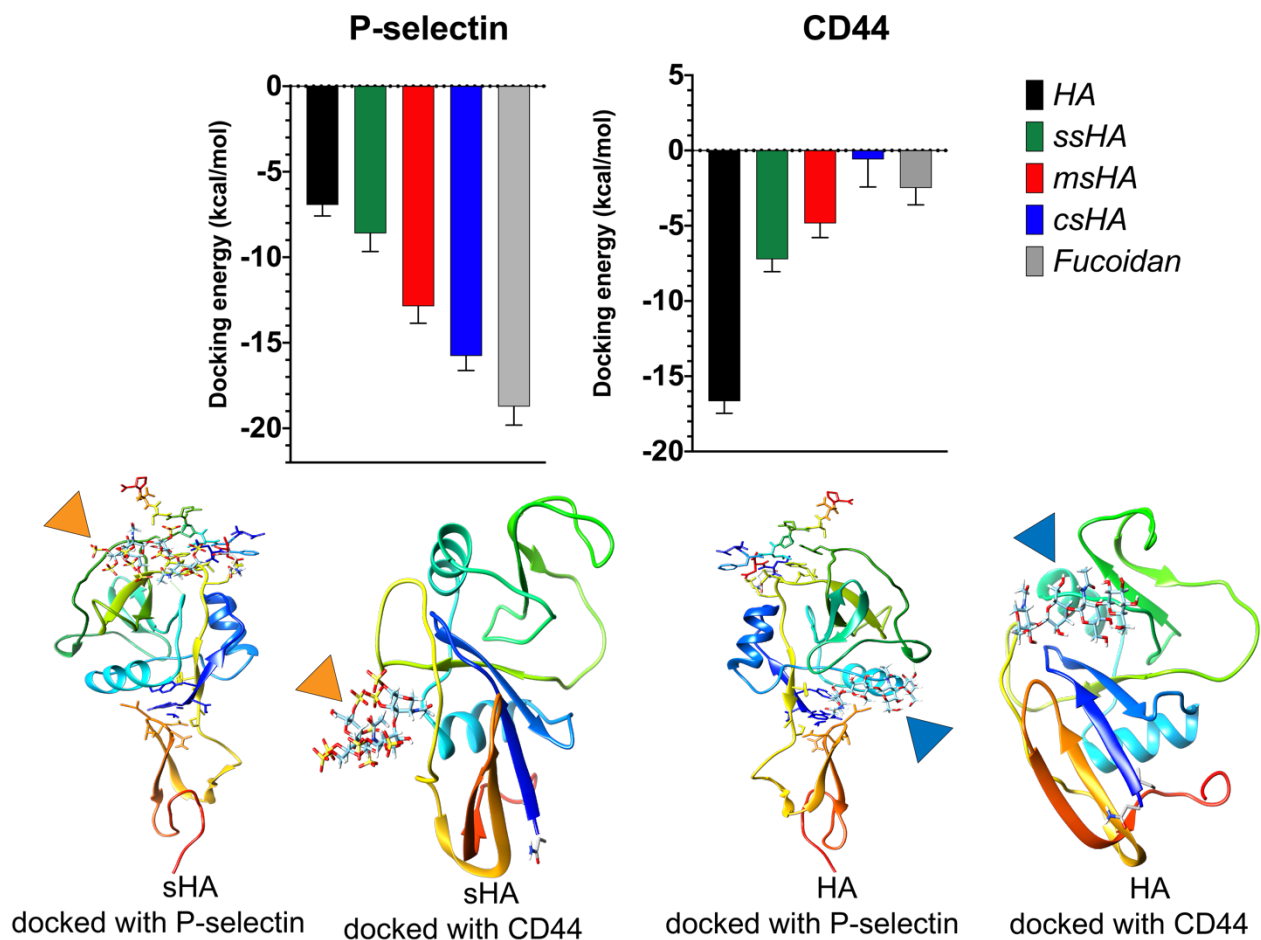 P-selectin
CD44
Docking energy (kcal/mol)
0
-5
-10
-15
-20
Docking energy (kcal/mol)
5
0
-5
-10
-15
-20
HA
ssHA
msHA
csHA
Fucoidan
sHA
docked with P-selectin
sHA
docked with CD44
HA
docked with P-selectin
HA
docked with CD44